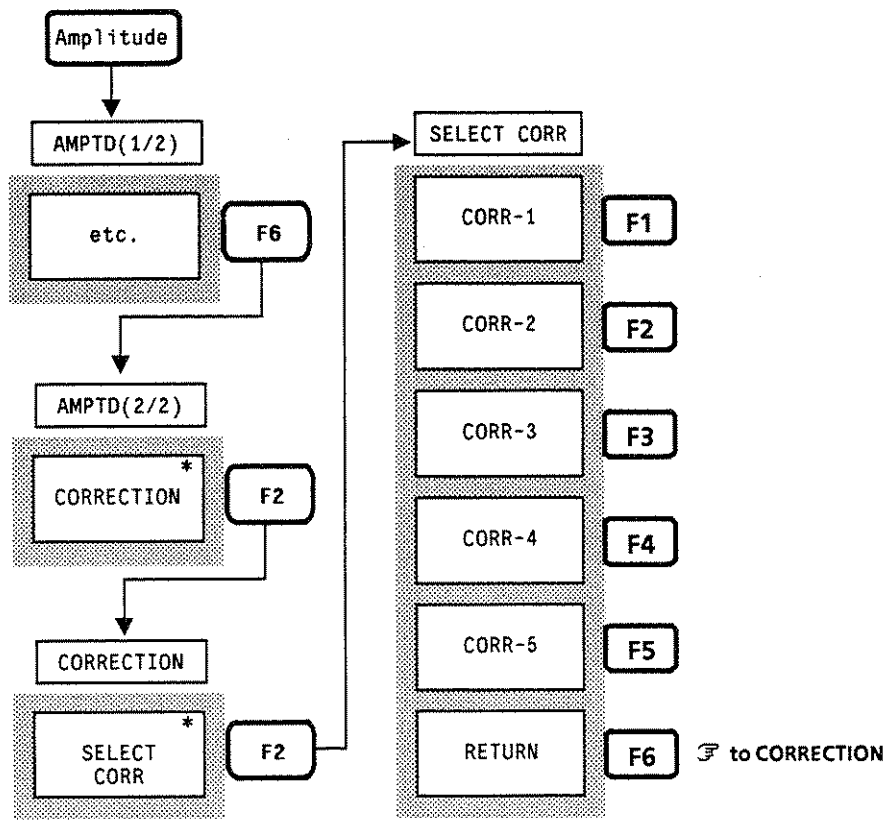 Amplitude
AMPTD(1/2)
etc.
F6
AMPTD(2/2)
*
CORRECTION
F2
CORRECTION
*
SELECT
CORR
F2
SELECT CORR
CORR-1
F1
CORR-2
F2
CORR-3
F3
CORR-4
F4
CORR-5
F5
RETURN
F6
☞ to CORRECTION